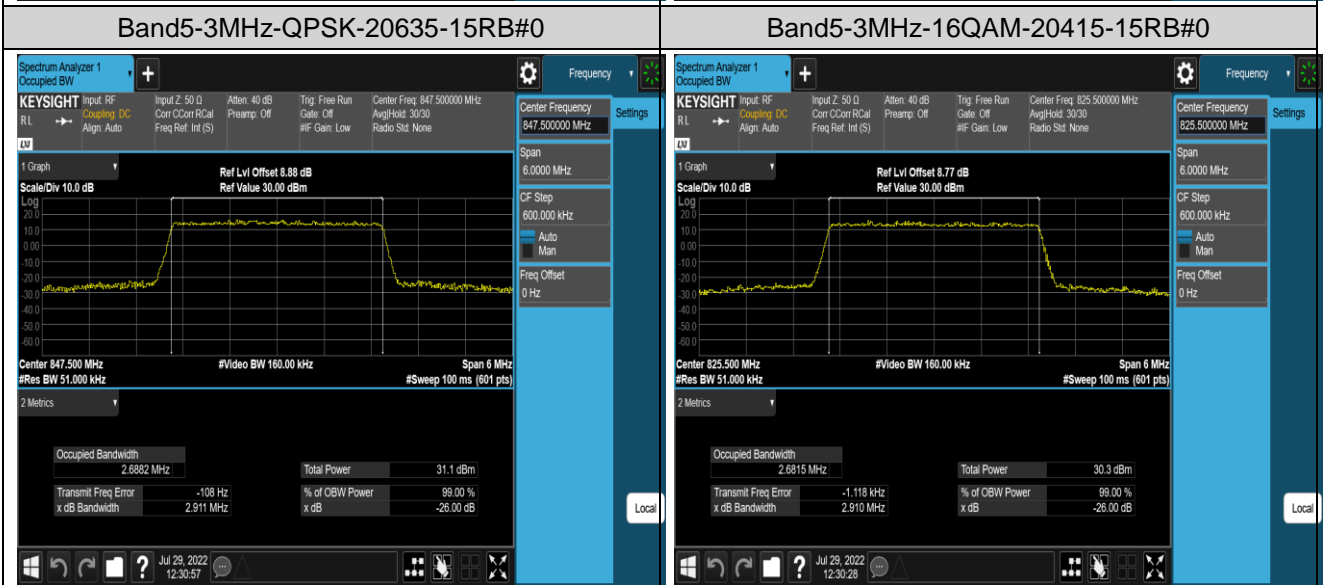 Band5-3MHz-QPSK-20635-15RB#0
Spectrum Analyzer 1
Occupied BW
Frequency
KEYSIGHT
Input: RF
Input Z: 50 Ω
Atten: 40 dB
Trig: Free Run
Center Freq: 847.500000 MHz
RL
Coupling: DC
Corr CCorr RCal
Preamp: Off
Gate: Off
Avg|Hold: 30/30
Align: Auto
Freq Ref: Int (S)
#IF Gain: Low
Radio Std: None
Center Frequency
847.500000 MHz
Settings
Span
6.0000 MHz
CF Step
600.000 kHz
Auto
Man
Freq Offset
0 Hz
1 Graph
Ref Lvl Offset 8.88 dB
Scale/Div 10.0 dB
Ref Value 30.00 dBm
Log
20.0
10.0
0.00
-10.0
-20.0
-30.0
-40.0
-50.0
-60.0
Center 847.500 MHz
#Video BW 160.00 kHz
Span 6 MHz
#Res BW 51.000 kHz
#Sweep 100 ms (601 pts)
2 Metrics
Occupied Bandwidth
2.6882 MHz
Total Power 31.1 dBm
Transmit Freq Error -108 Hz
% of OBW Power 99.00 %
x dB Bandwidth 2.911 MHz
x dB -26.00 dB
Local
Jul 29, 2022
12:30:57
Band5-3MHz-16QAM-20415-15RB#0
Spectrum Analyzer 1
Occupied BW
Frequency
KEYSIGHT
Input: RF
Input Z: 50 Ω
Atten: 40 dB
Trig: Free Run
Center Freq: 825.500000 MHz
RL
Coupling: DC
Corr CCorr RCal
Preamp: Off
Gate: Off
Avg|Hold: 30/30
Align: Auto
Freq Ref: Int (S)
#IF Gain: Low
Radio Std: None
Center Frequency
825.500000 MHz
Settings
Span
6.0000 MHz
CF Step
600.000 kHz
Auto
Man
Freq Offset
0 Hz
1 Graph
Ref Lvl Offset 8.77 dB
Scale/Div 10.0 dB
Ref Value 30.00 dBm
Log
20.0
10.0
0.00
-10.0
-20.0
-30.0
-40.0
-50.0
-60.0
Center 825.500 MHz
#Video BW 160.00 kHz
Span 6 MHz
#Res BW 51.000 kHz
#Sweep 100 ms (601 pts)
2 Metrics
Occupied Bandwidth
2.6815 MHz
Total Power 30.3 dBm
Transmit Freq Error -1.118 kHz
% of OBW Power 99.00 %
x dB Bandwidth 2.910 MHz
x dB -26.00 dB
Local
Jul 29, 2022
12:30:28